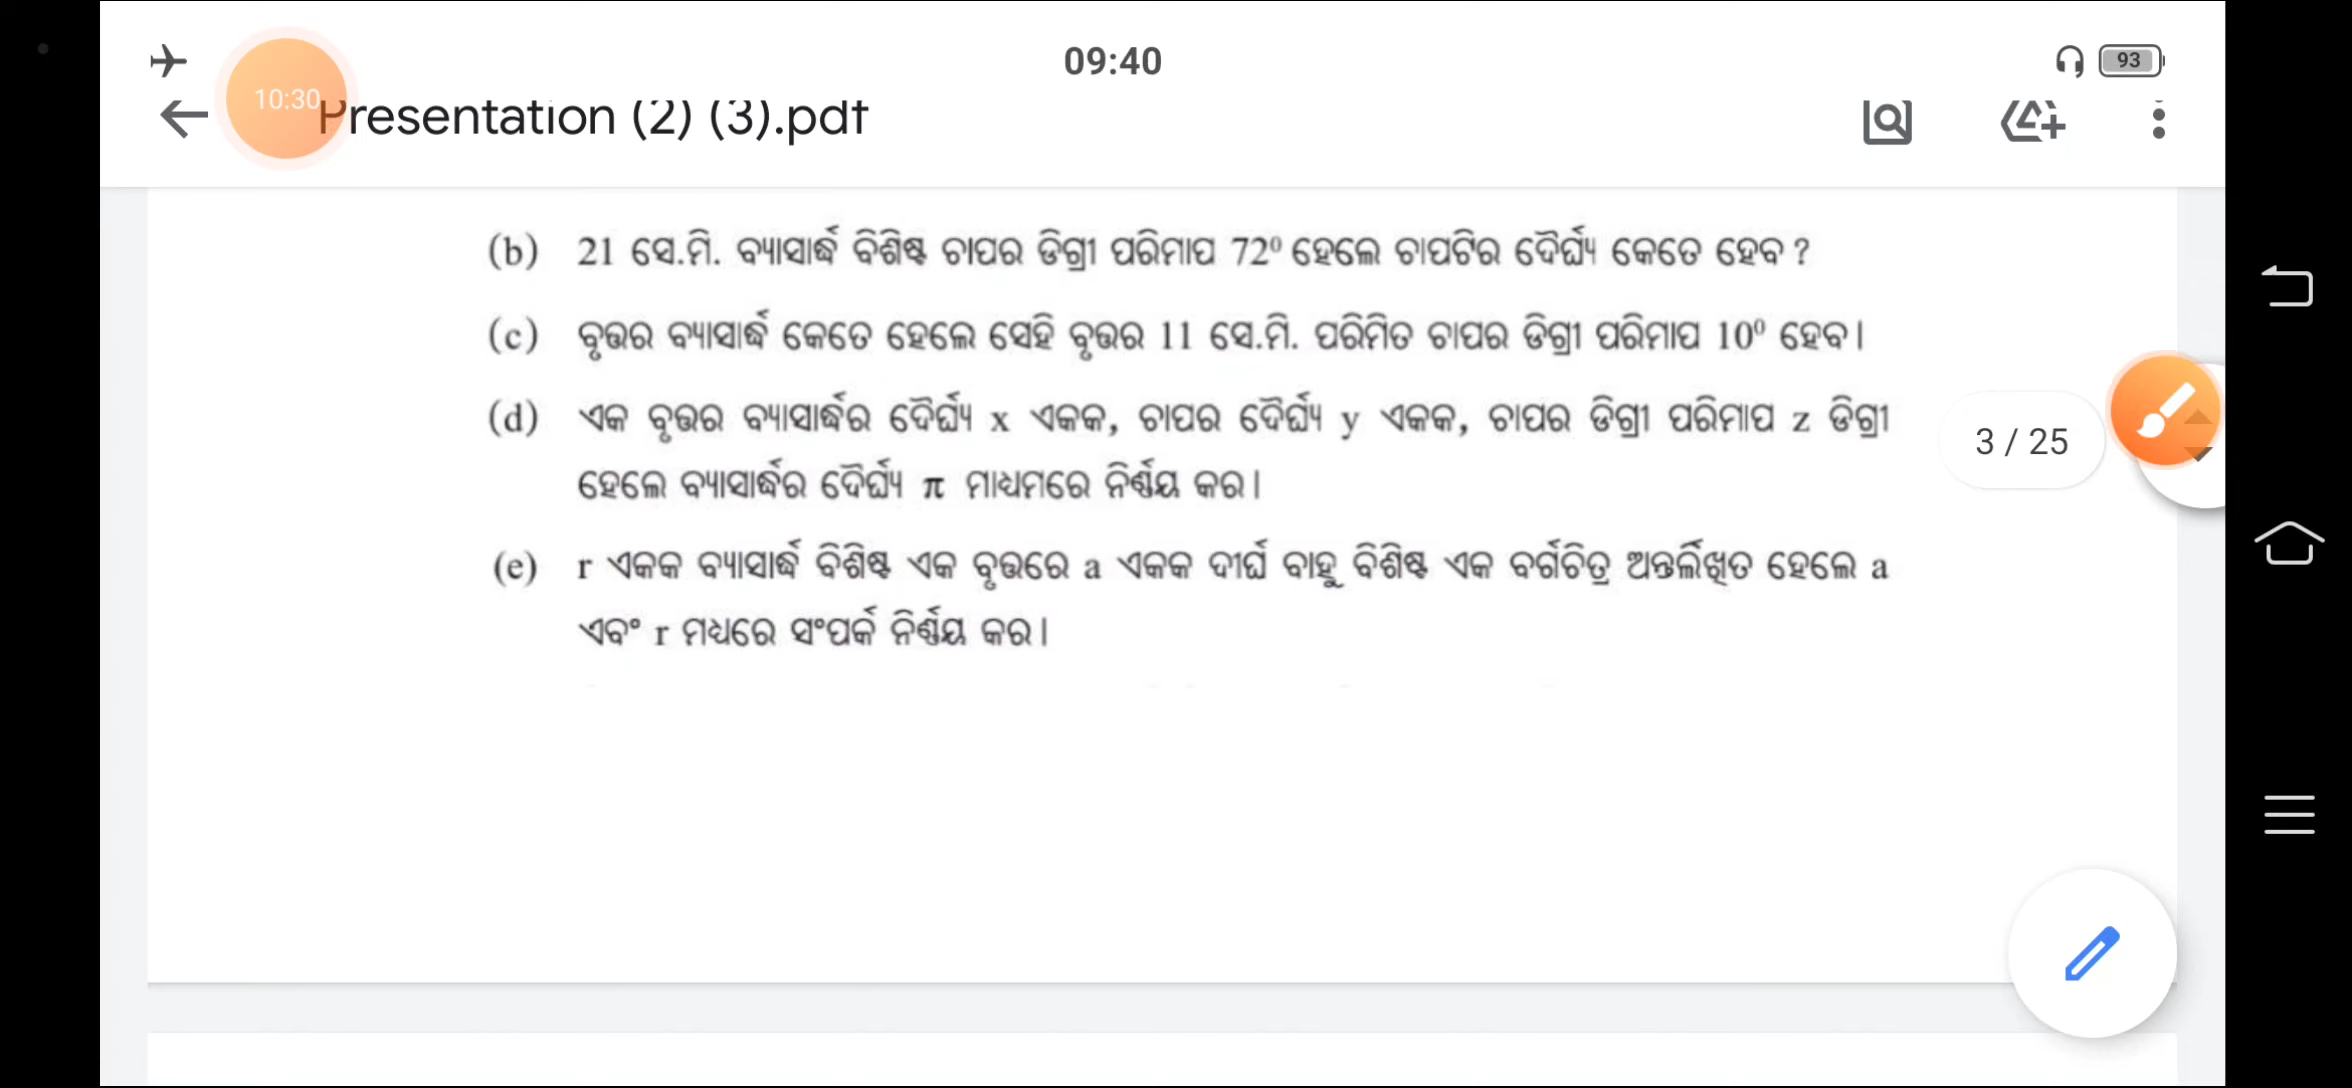 09:40
93
10:30
Presentation (2) (3).pdf
(b) 21 ସେ.ମି. ବ୍ୟାସାର୍ଦ୍ଧ ବିଶିଷ୍ଟ ଚାପର ଡିଗ୍ରୀ ପରିମାପ 72⁰ ହେଲେ ଚାପଟିର ଦୈର୍ଘ୍ୟ କେତେ ହେବ ?
(c) ବୃତ୍ତର ବ୍ୟାସାର୍ଦ୍ଧ କେତେ ହେଲେ ସେହି ବୃତ୍ତର 11 ସେ.ମି. ପରିମିତ ଚାପର ଡିଗ୍ରୀ ପରିମାପ 10⁰ ହେବ।
(d) ଏକ ବୃତ୍ତର ବ୍ୟାସାର୍ଦ୍ଧର ଦୈର୍ଘ୍ୟ x ଏକକ, ଚାପର ଦୈର୍ଘ୍ୟ y ଏକକ, ଚାପର ଡିଗ୍ରୀ ପରିମାପ z ଡିଗ୍ରୀ
ହେଲେ ବ୍ୟାସାର୍ଦ୍ଧର ଦୈର୍ଘ୍ୟ π ମାଧ୍ୟମରେ ନିର୍ଣ୍ଣୟ କର।
3 / 25
(e) r ଏକକ ବ୍ୟାସାର୍ଦ୍ଧ ବିଶିଷ୍ଟ ଏକ ବୃତ୍ତରେ a ଏକକ ଦୀର୍ଘ ବାହୁ ବିଶିଷ୍ଟ ଏକ ବର୍ଗଚିତ୍ର ଅନ୍ତର୍ଲିଖିତ ହେଲେ a
ଏବଂ r ମଧ୍ୟରେ ସଂପର୍କ ନିର୍ଣ୍ଣୟ କର।